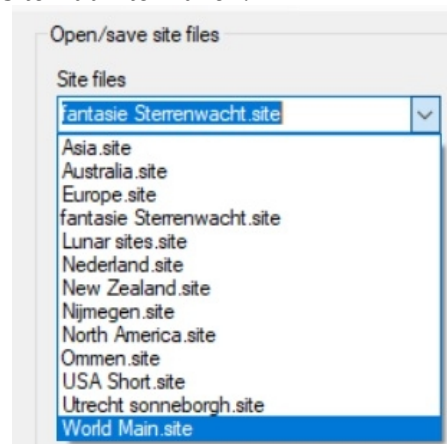 Open/save site files
Site files
fantasie Sterrenwacht.site
Asia.site
Australia.site
Europe.site
fantasie Sterrenwacht.site
Lunar sites.site
Nederland.site
New Zealand.site
Nijmegen.site
North America.site
Ommen.site
USA Short.site
Utrecht sonneborgh.site
World Main.site